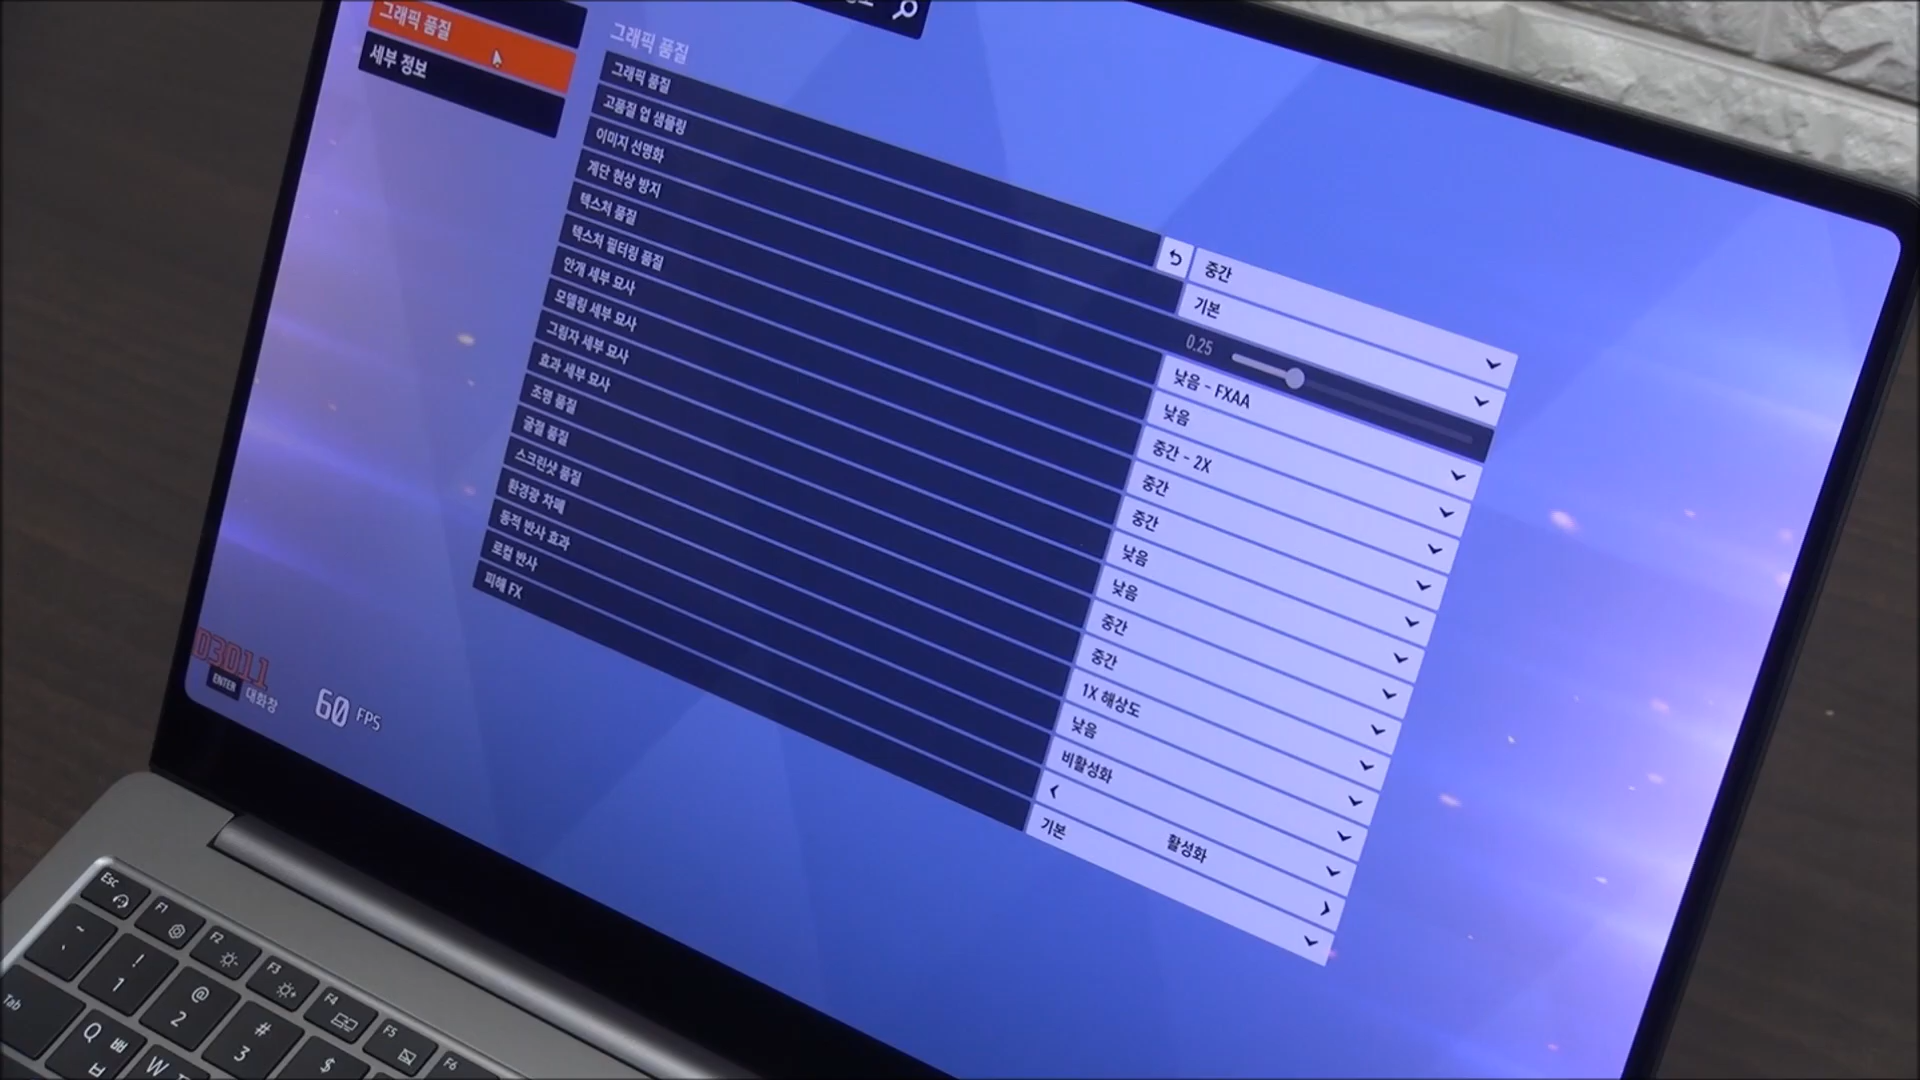 그래픽 품질
세부 정보
그래픽 품질
그래픽 품질
중간
고품질 업 샘플링
기본
이미지 선명화
0.25
계단 현상 방지
낮음 - FXAA
텍스처 품질
낮음
텍스처 필터링 품질
중간 - 2X
안개 세부 묘사
중간
모델링 세부 묘사
중간
그림자 세부 묘사
낮음
효과 세부 묘사
낮음
조명 품질
중간
굴절 품질
중간
스크린샷 품질
1X 해상도
환경광 차폐
낮음
동적 반사 효과
비활성화
로컬 반사
활성화
피해 FX
기본
D3D11
ENTER 대화창
60 FPS
Esc F1 F2 F3 F4 F5 F6
~ ! 1 @ 2 # 3 $
Tab Q ㅃ ㅂ W